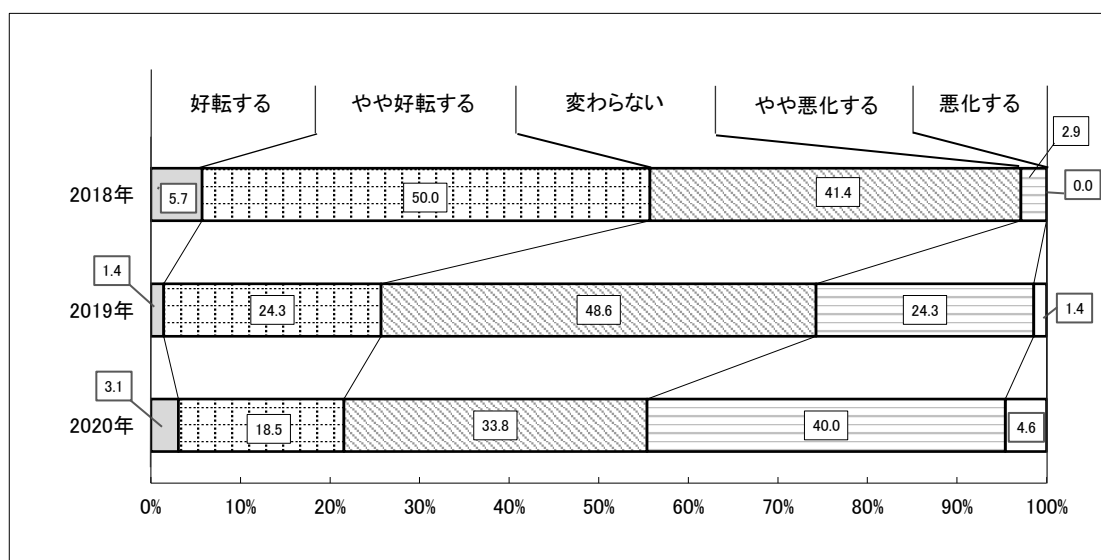 好転する やや好転する 変わらない やや悪化する 悪化する
2.9
2018年 5.7 50.0 41.4 0.0
1.4
2019年 24.3 48.6 24.3 1.4
3.1
2020年 18.5 33.8 40.0 4.6
0% 10% 20% 30% 40% 50% 60% 70% 80% 90% 100%